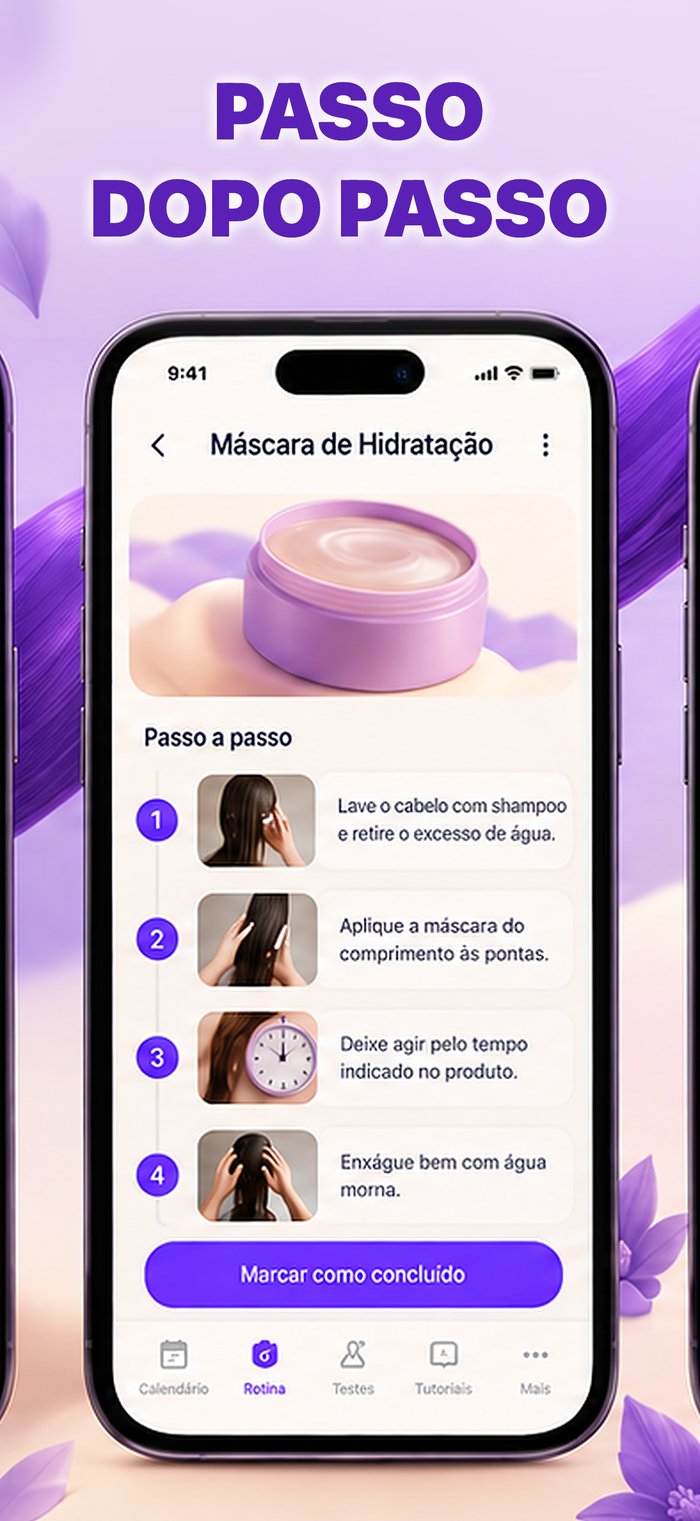 PASSO
DOPO PASSO
9:41
Máscara de Hidratação
Passo a passo
1
Lave o cabelo com shampoo
e retire o excesso de água.
2
Aplique a máscara do
comprimento às pontas.
3
Deixe agir pelo tempo
indicado no produto.
4
Enxágue bem com água
morna.
Marcar como concluído
Calendário
Rotina
Testes
Tutoriais
Mais